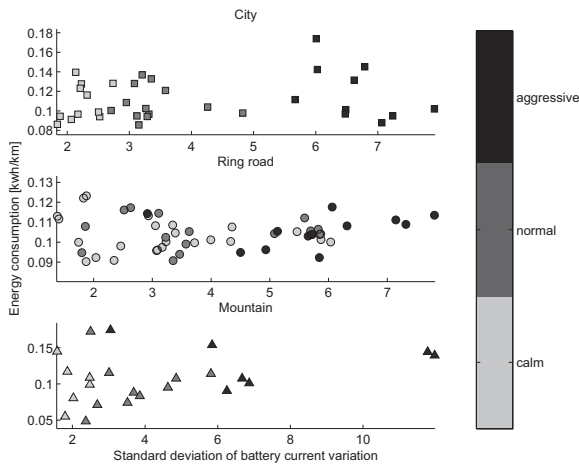 City
0.18
0.16
0.14
0.12
0.1
0.08
2 3 4 5 6 7
Ring road
0.13
0.12
0.11
0.1
0.09
2 3 4 5 6 7
Mountain
0.15
0.1
0.05
2 4 6 8 10
Standard deviation of battery current variation
Energy consumption [kwh/km]
aggressive
normal
calm